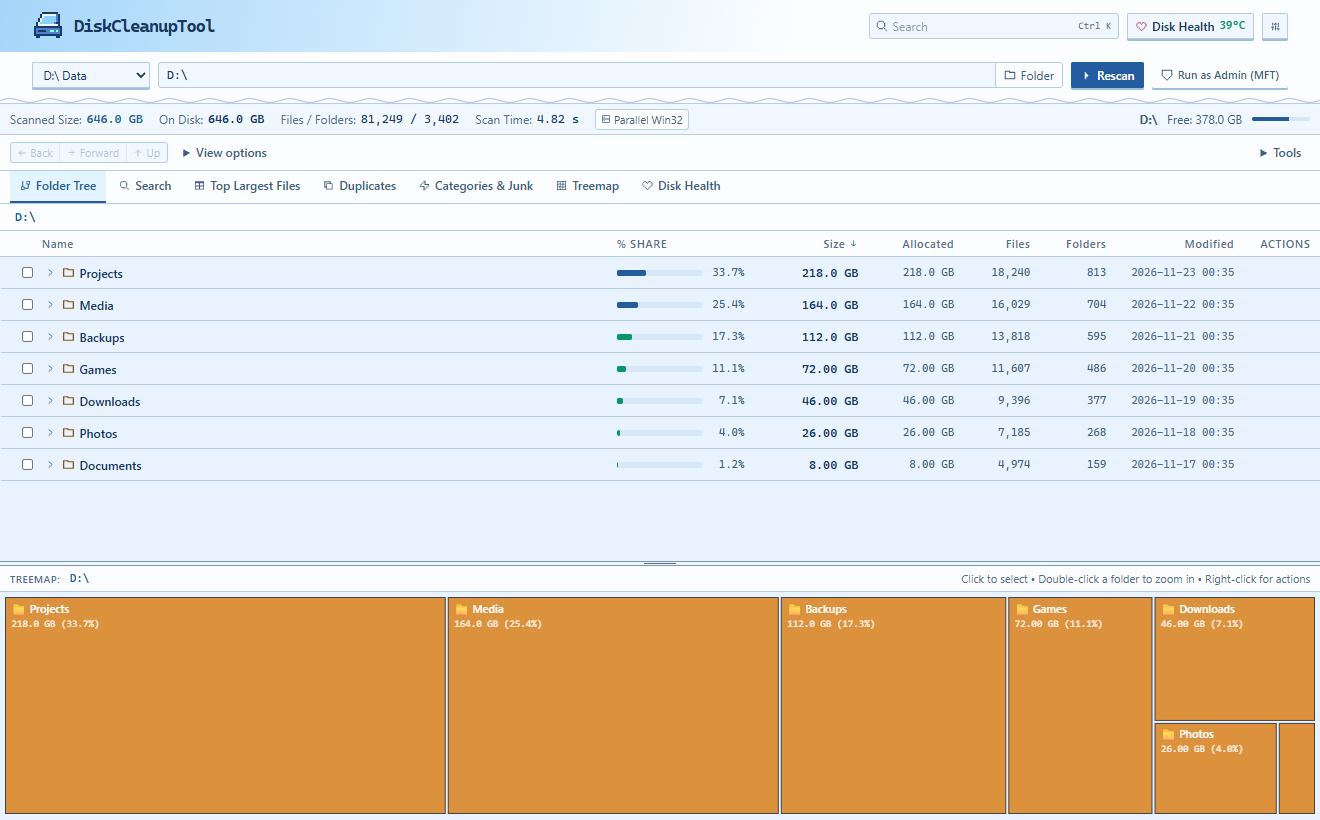 DiskCleanupTool
Search Ctrl K
Disk Health 39°C
D:\ Data
D:\
Folder
Rescan
Run as Admin (MFT)
Scanned Size: 646.0 GB On Disk: 646.0 GB Files / Folders: 81,249 / 3,402 Scan Time: 4.82 s Parallel Win32 D:\ Free: 378.0 GB
← Back → Forward ↑ Up ▶ View options ▶ Tools
Folder Tree Search Top Largest Files Duplicates Categories & Junk Treemap Disk Health
D:\
Name % SHARE Size ↓ Allocated Files Folders Modified ACTIONS
Projects 33.7% 218.0 GB 218.0 GB 18,240 813 2026-11-23 00:35
Media 25.4% 164.0 GB 164.0 GB 16,029 704 2026-11-22 00:35
Backups 17.3% 112.0 GB 112.0 GB 13,818 595 2026-11-21 00:35
Games 11.1% 72.00 GB 72.00 GB 11,607 486 2026-11-20 00:35
Downloads 7.1% 46.00 GB 46.00 GB 9,396 377 2026-11-19 00:35
Photos 4.0% 26.00 GB 26.00 GB 7,185 268 2026-11-18 00:35
Documents 1.2% 8.00 GB 8.00 GB 4,974 159 2026-11-17 00:35
TREEMAP: D:\ Click to select • Double-click a folder to zoom in • Right-click for actions
Projects
218.0 GB (33.7%)
Media
164.0 GB (25.4%)
Backups
112.0 GB (17.3%)
Games
72.00 GB (11.1%)
Downloads
46.00 GB (7.1%)
Photos
26.00 GB (4.0%)